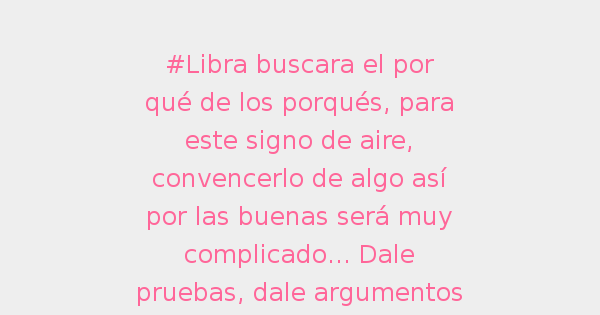 #Libra buscara el por
qué de los porqués, para
este signo de aire,
convencerlo de algo así
por las buenas será muy
complicado... Dale
pruebas, dale argumentos